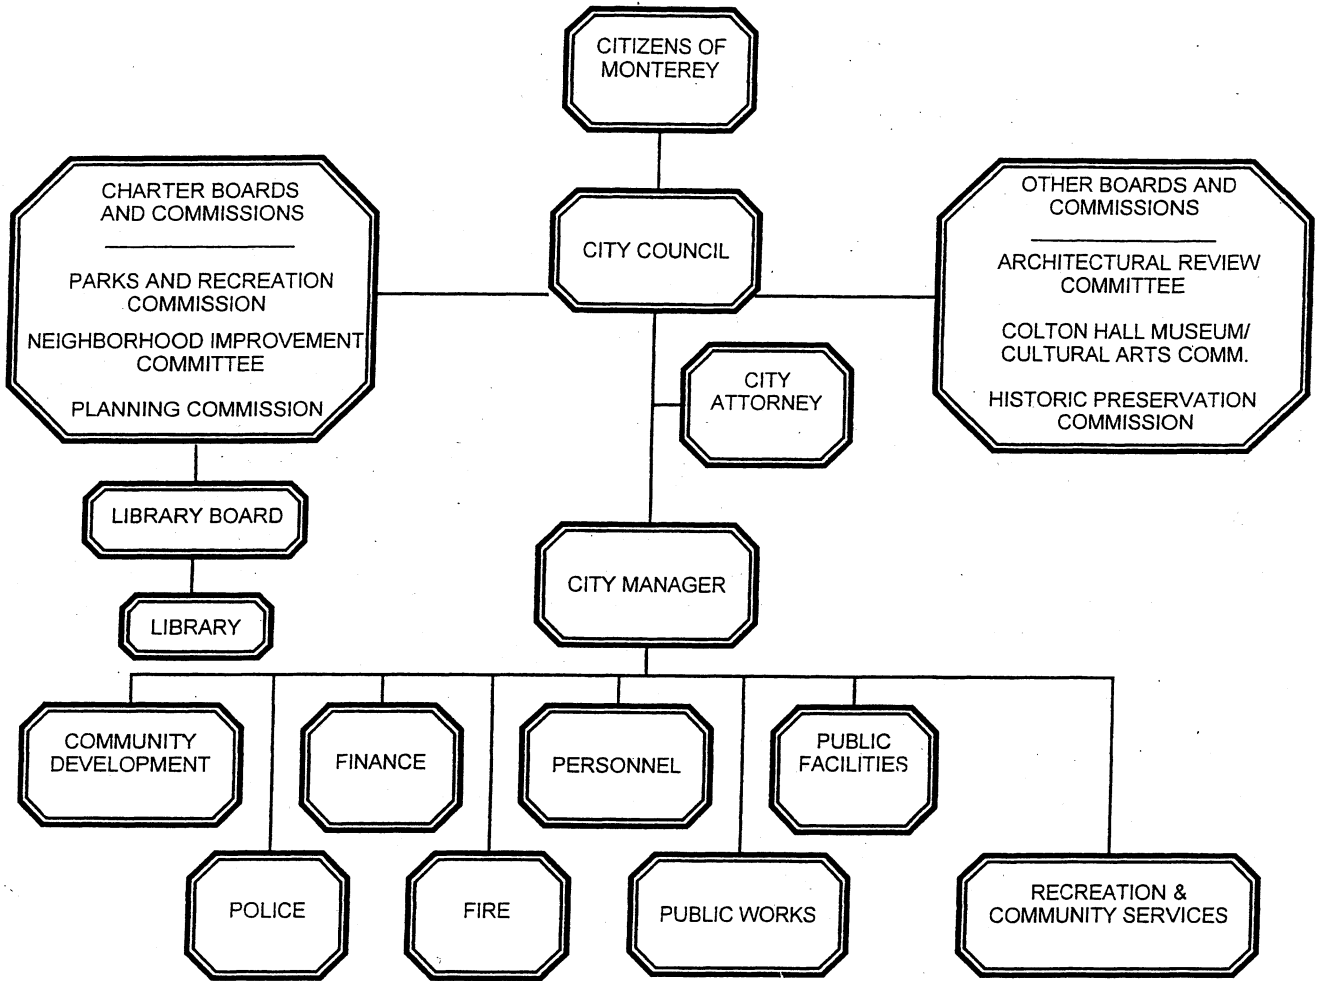 CITIZENS OF
MONTEREY
CHARTER BOARDS
AND COMMISSIONS
PARKS AND RECREATION
COMMISSION
NEIGHBORHOOD IMPROVEMENT
COMMITTEE
PLANNING COMMISSION
CITY COUNCIL
OTHER BOARDS AND
COMMISSIONS
ARCHITECTURAL REVIEW
COMMITTEE
COLTON HALL MUSEUM/
CULTURAL ARTS COMM.
HISTORIC PRESERVATION
COMMISSION
CITY
ATTORNEY
LIBRARY BOARD
LIBRARY
CITY MANAGER
COMMUNITY
DEVELOPMENT
FINANCE
PERSONNEL
PUBLIC
FACILITIES
POLICE
FIRE
PUBLIC WORKS
RECREATION &
COMMUNITY SERVICES